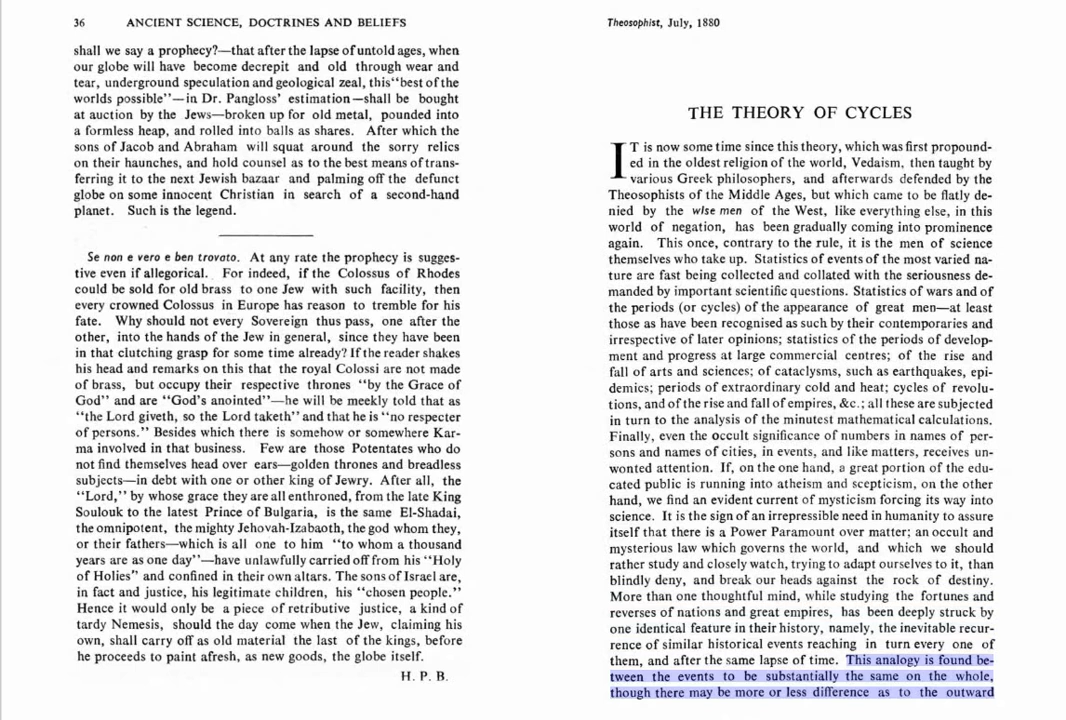 36 ANCIENT SCIENCE, DOCTRINES AND BELIEFS
shall we say a prophecy?—that after the lapse of untold ages, when
our globe will have become decrepit and old through wear and
tear, underground speculation and geological zeal, this “best of the
worlds possible”—in Dr. Pangloss’ estimation—shall be bought
at auction by the Jews—broken up for old metal, pounded into
a formless heap, and rolled into balls as shares. After which the
sons of Jacob and Abraham will squat around the sorry relics
on their haunches, and hold counsel as to the best means of trans-
ferring it to the next Jewish bazaar and palming off the defunct
globe on some innocent Christian in search of a second-hand
planet. Such is the legend.
Se non e vero e ben trovato. At any rate the prophecy is sugges-
tive even if allegorical. For indeed, if the Colossus of Rhodes
could be sold for old brass to one Jew with such facility, then
every crowned Colossus in Europe has reason to tremble for his
fate. Why should not every Sovereign thus pass, one after the
other, into the hands of the Jew in general, since they have been
in that clutching grasp for some time already? If the reader shakes
his head and remarks on this that the royal Colossi are not made
of brass, but occupy their respective thrones “by the Grace of
God” and are “God’s anointed”—he will be meekly told that as
“the Lord giveth, so the Lord taketh” and that he is “no respecter
of persons.” Besides which there is somehow or somewhere Kar-
ma involved in that business. Few are those Potentates who do
not find themselves head over ears—golden thrones and breadless
subjects—in debt with one or other king of Jewry. After all, the
“Lord,” by whose grace they are all enthroned, from the late King
Soulouk to the latest Prince of Bulgaria, is the same El-Shadai,
the omnipotent, the mighty Jehovah-Izabaoth, the god whom they,
or their fathers—which is all one to him “to whom a thousand
years are as one day”—have unlawfully carried off from his “Holy
of Holies” and confined in their own altars. The sons of Israel are,
in fact and justice, his legitimate children, his “chosen people.”
Hence it would only be a piece of retributive justice, a kind of
tardy Nemesis, should the day come when the Jew, claiming his
own, shall carry off as old material the last of the kings, before
he proceeds to paint afresh, as new goods, the globe itself.
H. P. B.
Theosophist, July, 1880
THE THEORY OF CYCLES
IT is now some time since this theory, which was first propound-
ed in the oldest religion of the world, Vedaism, then taught by
various Greek philosophers, and afterwards defended by the
Theosophists of the Middle Ages, but which came to be flatly de-
nied by the wise men of the West, like everything else, in this
world of negation, has been gradually coming into prominence
again. This once, contrary to the rule, it is the men of science
themselves who take up. Statistics of events of the most varied na-
ture are fast being collected and collated with the seriousness de-
manded by important scientific questions. Statistics of wars and of
the periods (or cycles) of the appearance of great men—at least
those as have been recognised as such by their contemporaries and
irrespective of later opinions; statistics of the periods of develop-
ment and progress at large commercial centres; of the rise and
fall of arts and sciences; of cataclysms, such as earthquakes, epi-
demics; periods of extraordinary cold and heat; cycles of revolu-
tions, and of the rise and fall of empires, &c.; all these are subjected
in turn to the analysis of the minutest mathematical calculations.
Finally, even the occult significance of numbers in names of per-
sons and names of cities, in events, and like matters, receives un-
wonted attention. If, on the one hand, a great portion of the edu-
cated public is running into atheism and scepticism, on the other
hand, we find an evident current of mysticism forcing its way into
science. It is the sign of an irrepressible need in humanity to assure
itself that there is a Power Paramount over matter; an occult and
mysterious law which governs the world, and which we should
rather study and closely watch, trying to adapt ourselves to it, than
blindly deny, and break our heads against the rock of destiny.
More than one thoughtful mind, while studying the fortunes and
reverses of nations and great empires, has been deeply struck by
one identical feature in their history, namely, the inevitable recur-
rence of similar historical events reaching in turn every one of
them, and after the same lapse of time. This analogy is found be-
tween the events to be substantially the same on the whole,
though there may be more or less difference as to the outward